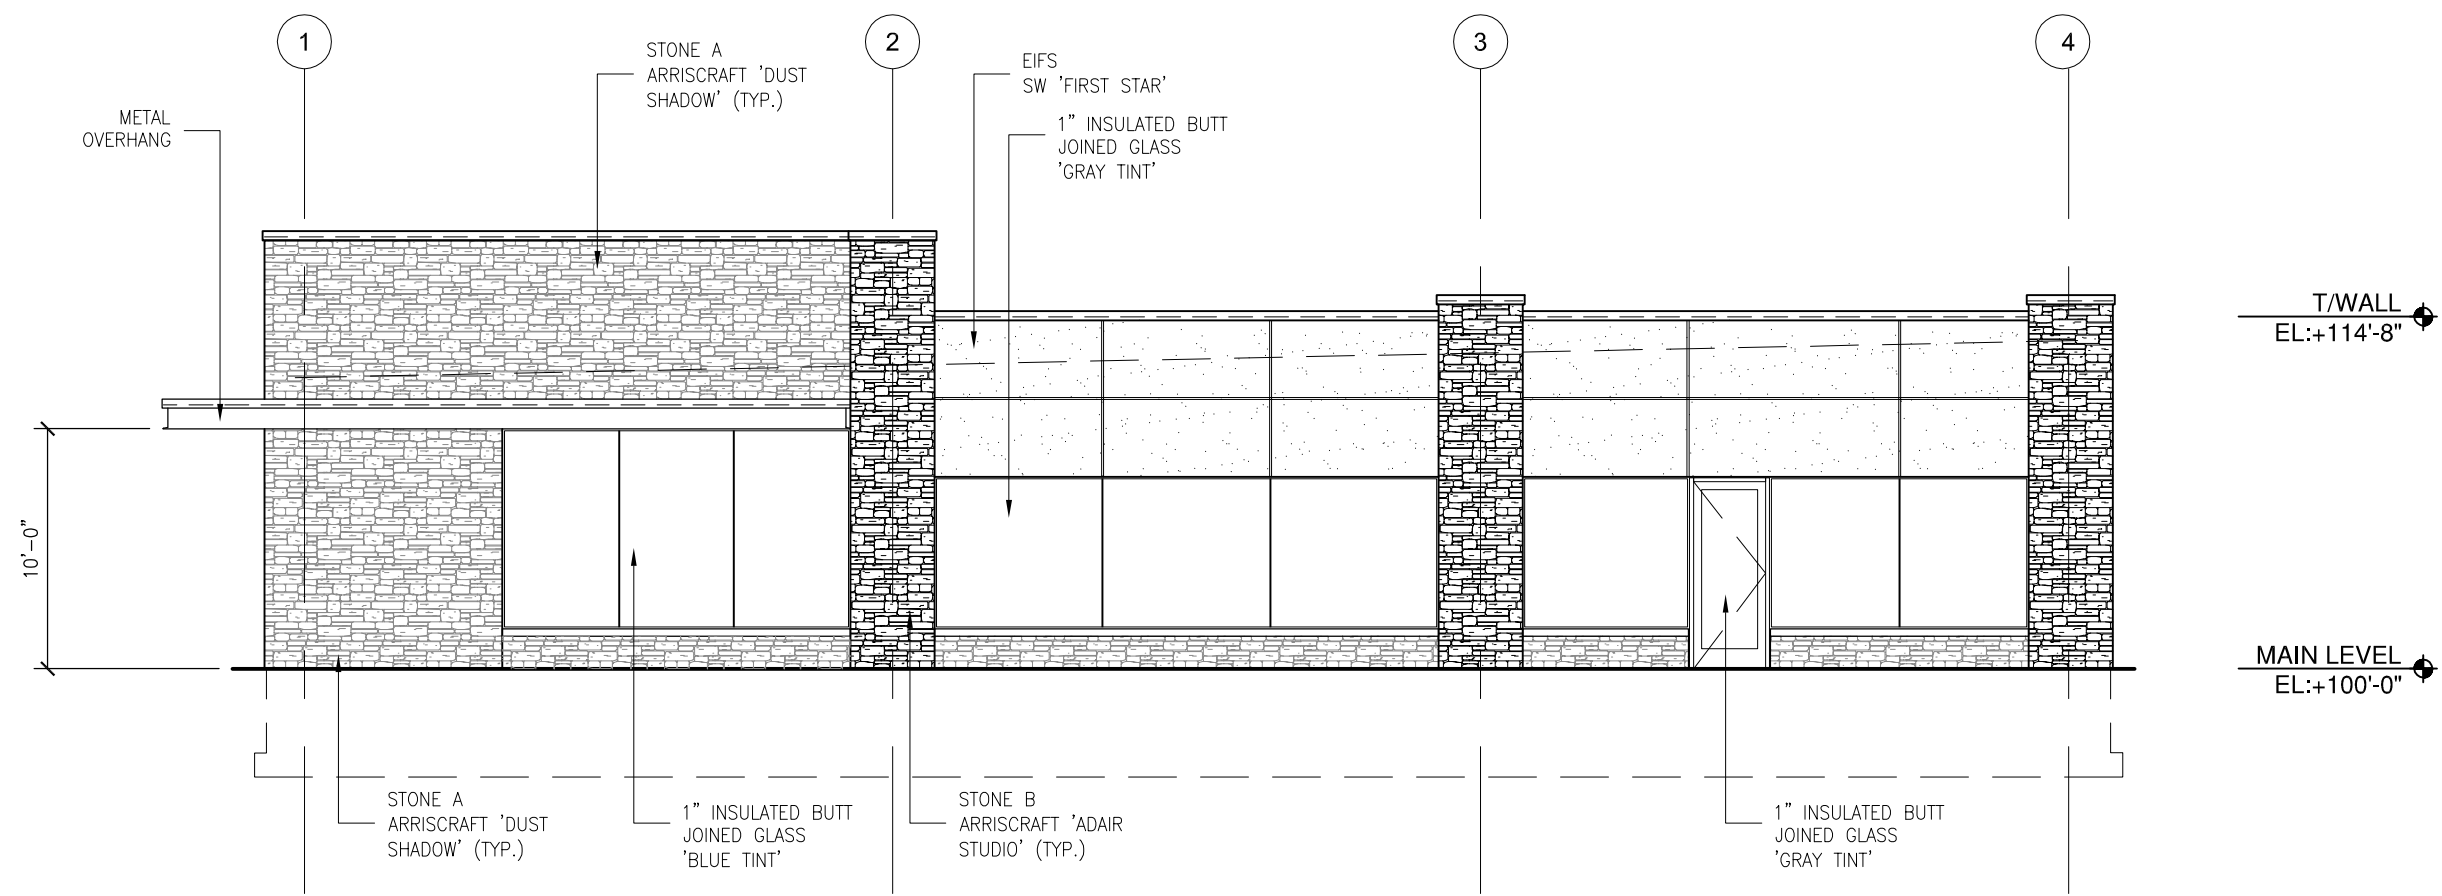 1
2
3
4
STONE A
ARRISCRAFT 'DUST
SHADOW' (TYP.)
EIFS
SW 'FIRST STAR'
METAL
OVERHANG
1" INSULATED BUTT
JOINED GLASS
'GRAY TINT'
T/WALL
EL:+114'-8"
10'-0"
MAIN LEVEL
EL:+100'-0"
STONE A
ARRISCRAFT 'DUST
SHADOW' (TYP.)
1" INSULATED BUTT
JOINED GLASS
'BLUE TINT'
STONE B
ARRISCRAFT 'ADAIR
STUDIO' (TYP.)
1" INSULATED BUTT
JOINED GLASS
'GRAY TINT'